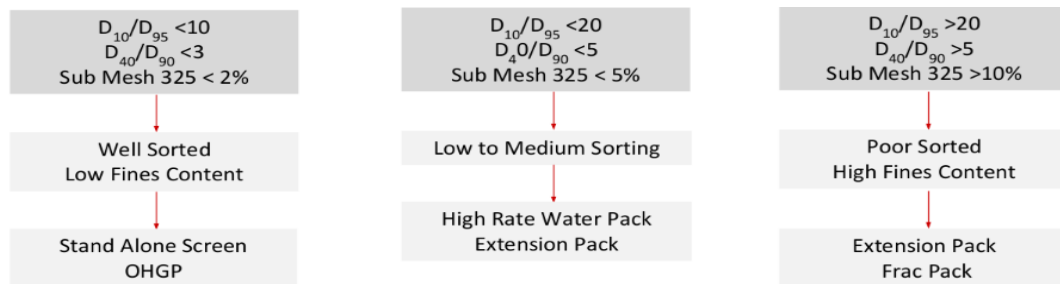 D10/D95 <10
D40/D90 <3
Sub Mesh 325 < 2%
Well Sorted
Low Fines Content
Stand Alone Screen
OHGP
D10/D95 <20
D40/D90 <5
Sub Mesh 325 < 5%
Low to Medium Sorting
High Rate Water Pack
Extension Pack
D10/D95 >20
D40/D90 >5
Sub Mesh 325 >10%
Poor Sorted
High Fines Content
Extension Pack
Frac Pack